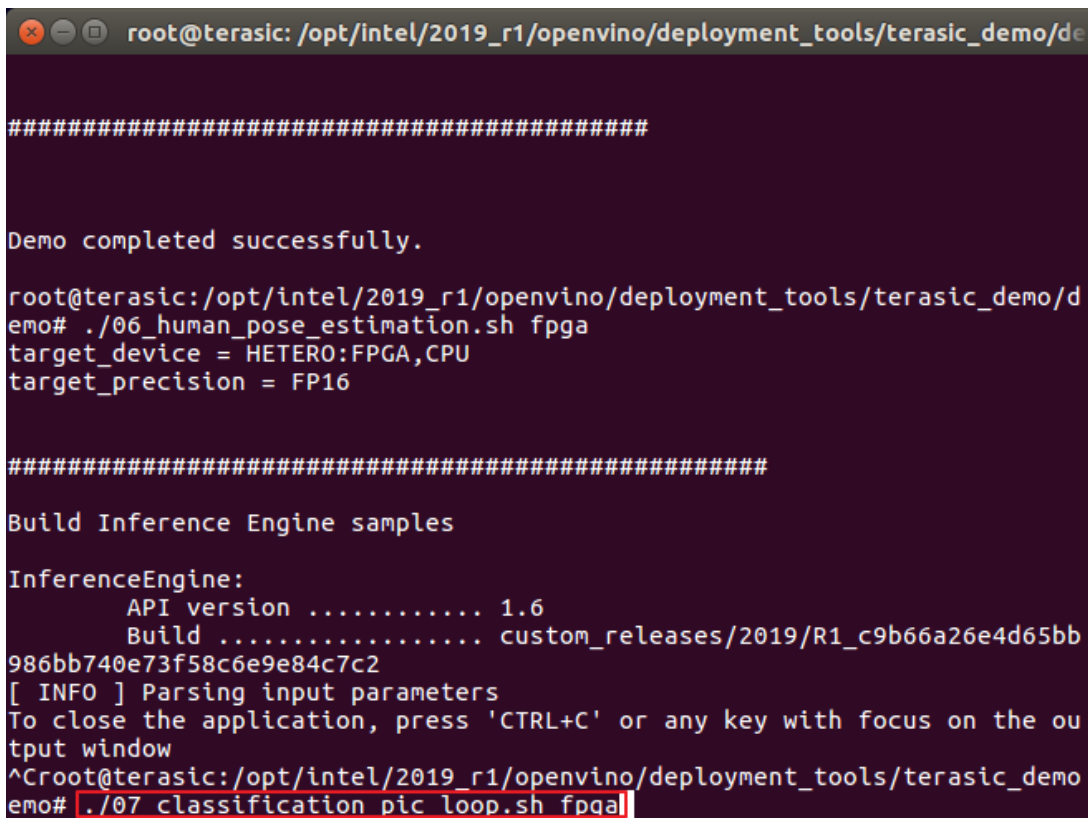 root@terasic: /opt/intel/2019_r1/openvino/deployment_tools/terasic_demo/de
###########################################
Demo completed successfully.
root@terasic:/opt/intel/2019_r1/openvino/deployment_tools/terasic_demo/d
emo# ./06_human_pose_estimation.sh fpga
target_device = HETERO:FPGA,CPU
target_precision = FP16
###################################################
Build Inference Engine samples
InferenceEngine:
API version ............ 1.6
Build .................. custom_releases/2019/R1_c9b66a26e4d65bb
986bb740e73f58c6e9e84c7c2
[ INFO ] Parsing input parameters
To close the application, press 'CTRL+C' or any key with focus on the ou
tput window
^Croot@terasic:/opt/intel/2019_r1/openvino/deployment_tools/terasic_demo
emo# ./07_classification_pic_loop.sh fpga